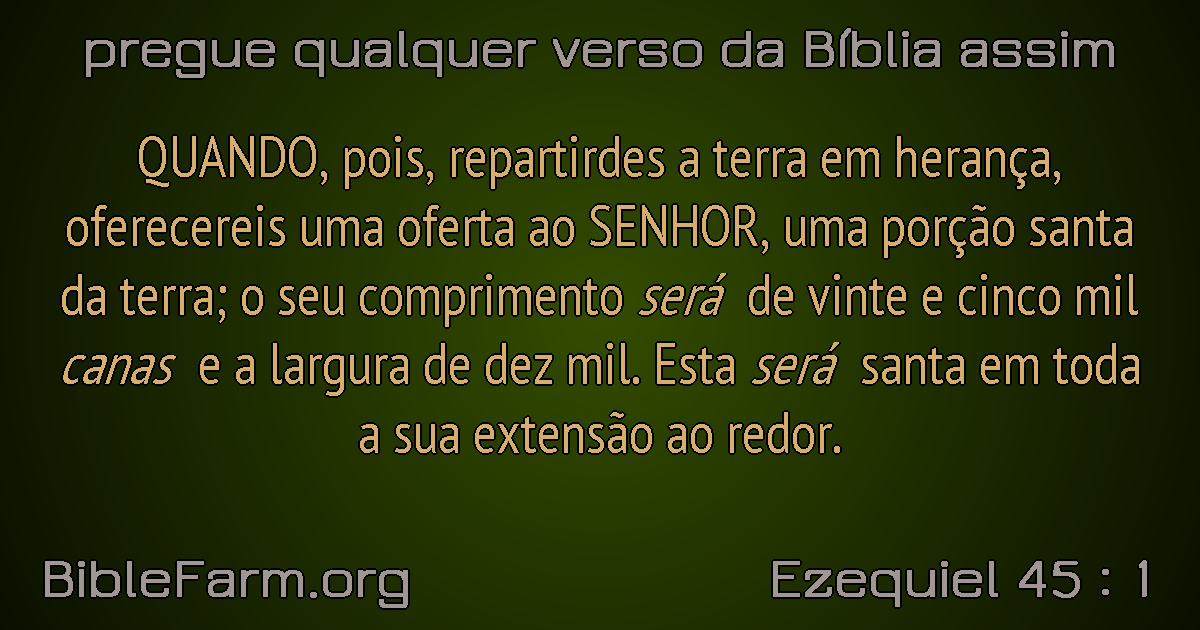 pregue qualquer verso da Bíblia assim
QUANDO, pois, repartirdes a terra em herança,
oferecereis uma oferta ao SENHOR, uma porção santa
da terra; o seu comprimento será de vinte e cinco mil
canas e a largura de dez mil. Esta será santa em toda
a sua extensão ao redor.
BibleFarm.org
Ezequiel 45 : 1